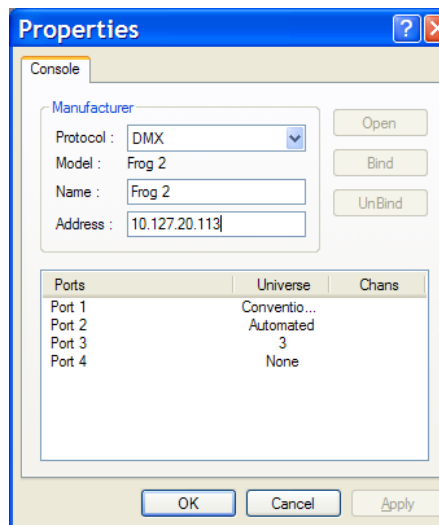 Properties
Console
Manufacturer
Protocol : DMX
Open
Model : Frog 2
Bind
Name : Frog 2
UnBind
Address : 10.127.20.113
Ports Universe Chans
Port 1 Conventio...
Port 2 Automated
Port 3 3
Port 4 None
OK Cancel Apply